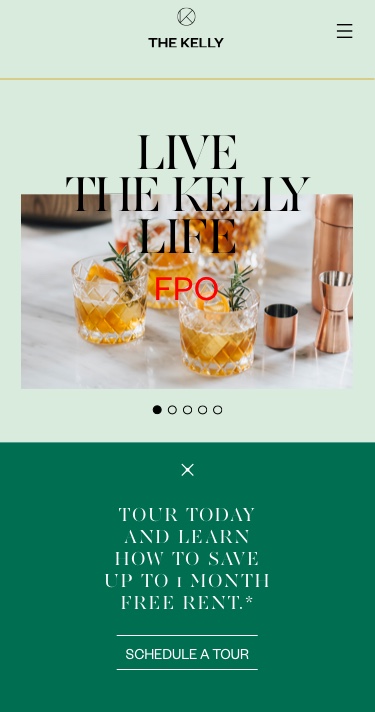 THE KELLY
LIVE
THE KELLY
LIFE
FPO
TOUR TODAY
AND LEARN
HOW TO SAVE
UP TO 1 MONTH
FREE RENT.*
SCHEDULE A TOUR